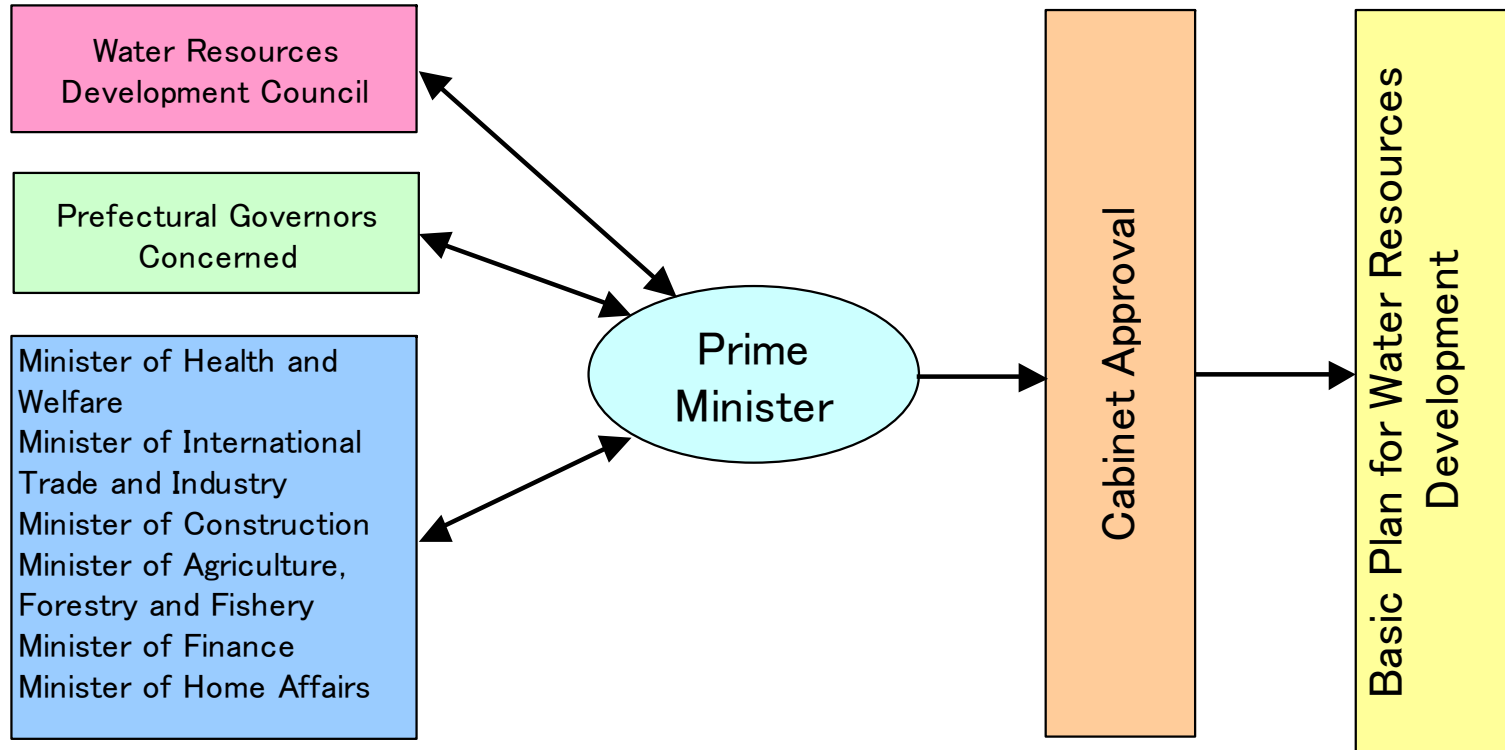 Water Resources
Development Council
Prefectural Governors
Concerned
Minister of Health and
Welfare
Minister of International
Trade and Industry
Minister of Construction
Minister of Agriculture,
Forestry and Fishery
Minister of Finance
Minister of Home Affairs
Prime
Minister
Cabinet Approval
Basic Plan for Water Resources
Development